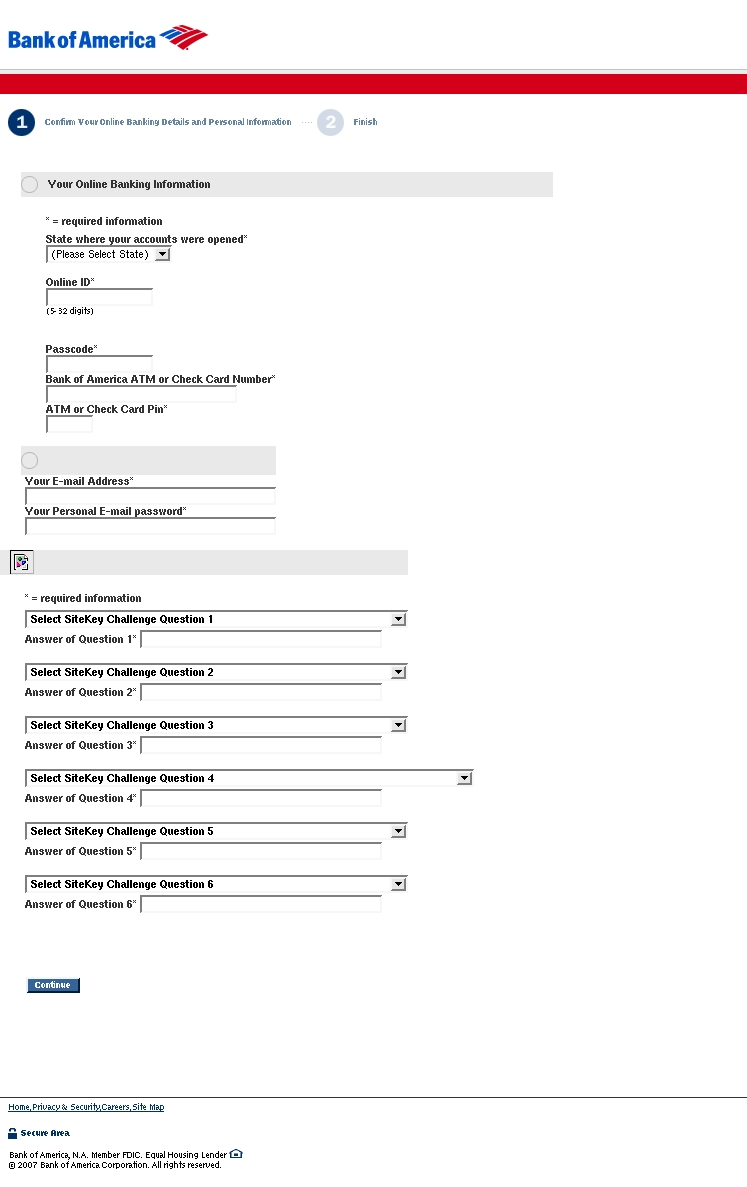 Bank of America
1 Confirm Your Online Banking Details and Personal Information 2 Finish
Your Online Banking Information
* = required information
State where your accounts were opened*
(Please Select State)
Online ID*
(5-32 digits)
Passcode*
Bank of America ATM or Check Card Number*
ATM or Check Card Pin*
Your E-mail Address*
Your Personal E-mail password*
* = required information
Select SiteKey Challenge Question 1
Answer of Question 1*
Select SiteKey Challenge Question 2
Answer of Question 2*
Select SiteKey Challenge Question 3
Answer of Question 3*
Select SiteKey Challenge Question 4
Answer of Question 4*
Select SiteKey Challenge Question 5
Answer of Question 5*
Select SiteKey Challenge Question 6
Answer of Question 6*
Continue
Home,Privacy & Security,Careers,Site Map
Secure Area
Bank of America, N.A. Member FDIC. Equal Housing Lender
© 2007 Bank of America Corporation. All rights reserved.